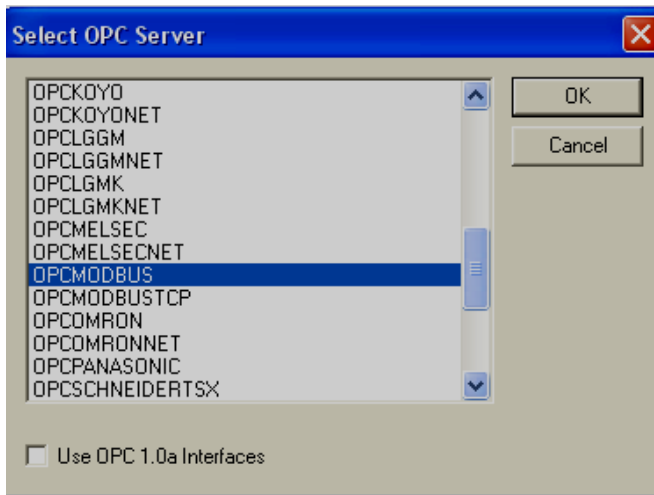 Select OPC Server
OPCKOYO
OPCKOYONET
OPCLGGM
OPCLGGMNET
OPCLGMK
OPCLGMKNET
OPCMELSEC
OPCMELSECNET
OPCMODBUS
OPCMODBUSTCP
OPCOMRON
OPCOMRONNET
OPCPANASONIC
OPCSCHNEIDERTSX
OK
Cancel
Use OPC 1.0a Interfaces